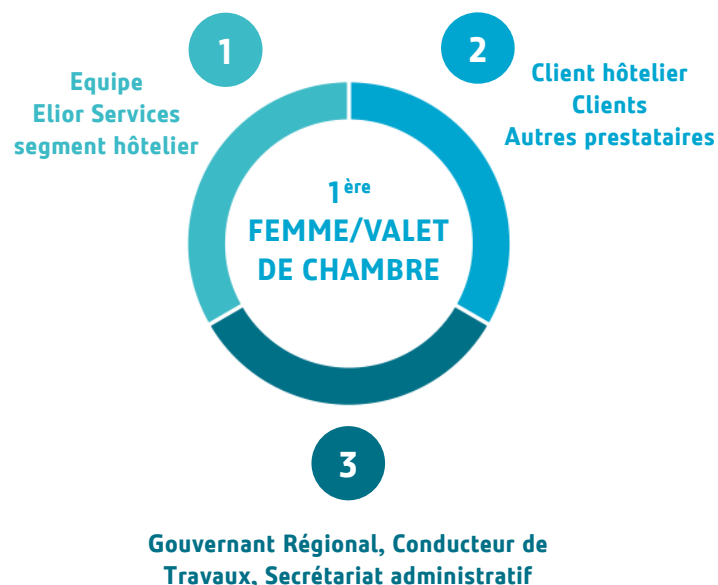 1
Equipe
Elior Services
segment hôtelier
2
Client hôtelier
Clients
Autres prestataires
1ère
FEMME/VALET
DE CHAMBRE
3
Gouvernant Régional, Conducteur de
Travaux, Secrétariat administratif